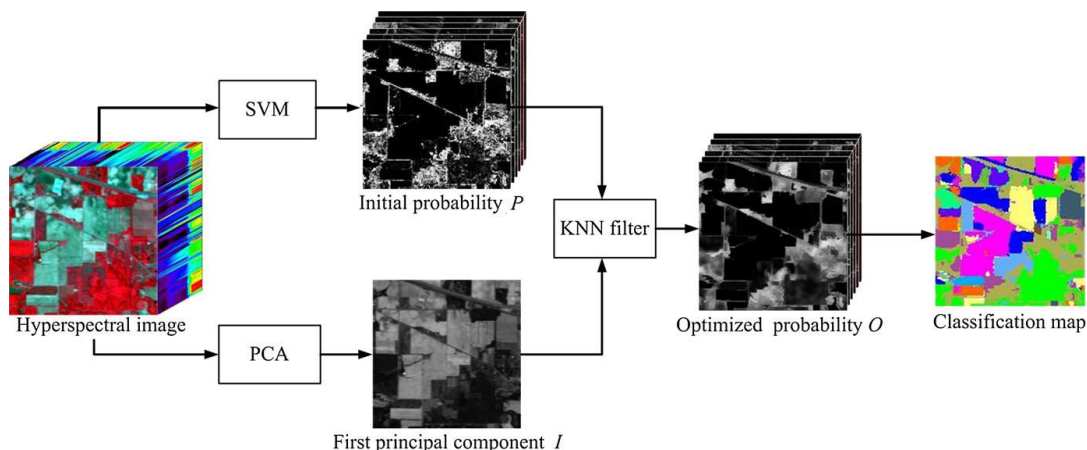 SVM
Initial probability P
KNN filter
Hyperspectral image
Optimized probability O
Classification map
PCA
First principal component I